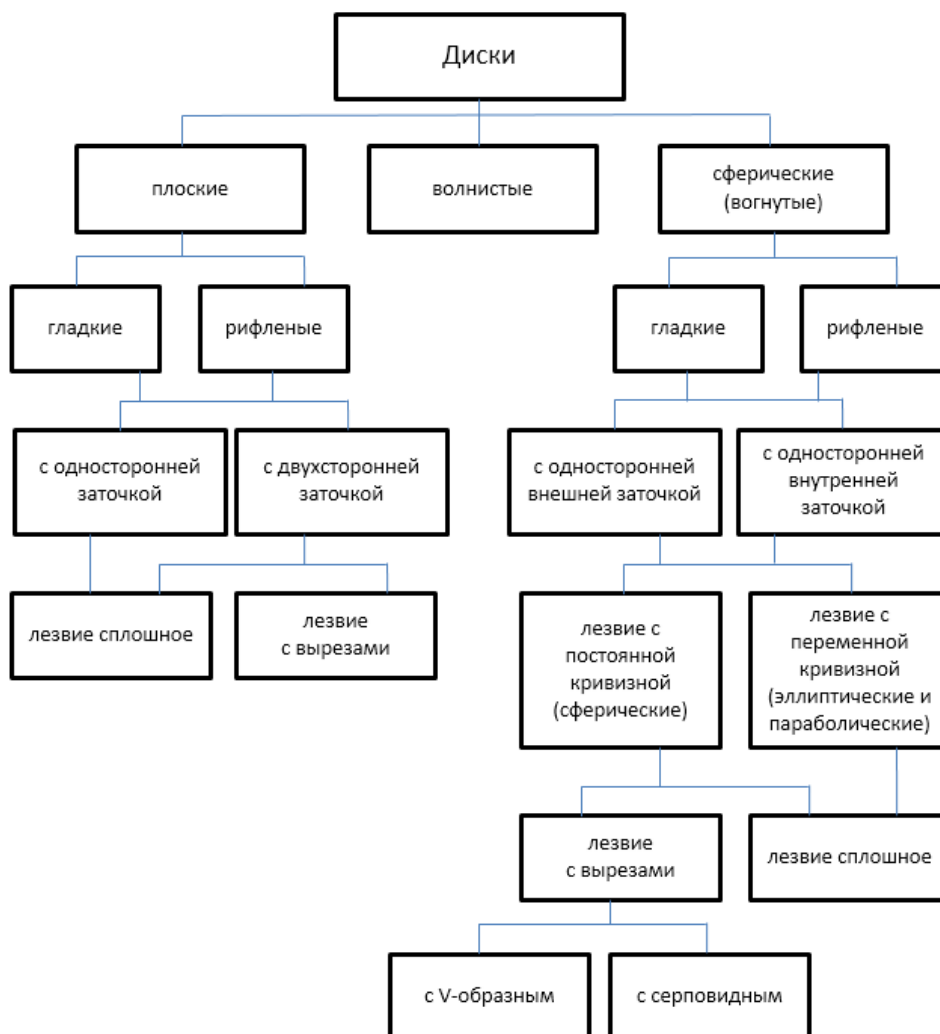 Диски
плоские
волнистые
сферические
(вогнутые)
гладкие
рифленые
гладкие
рифленые
с односторонней
заточкой
с двухсторонней
заточкой
с односторонней
внешней заточкой
с односторонней
внутренней
заточкой
лезвие сплошное
лезвие
с вырезами
лезвие с
постоянной
кривизной
(сферические)
лезвие с
переменной
кривизной
(эллиптические и
параболические)
лезвие
с вырезами
лезвие сплошное
с V-образным
с серповидным